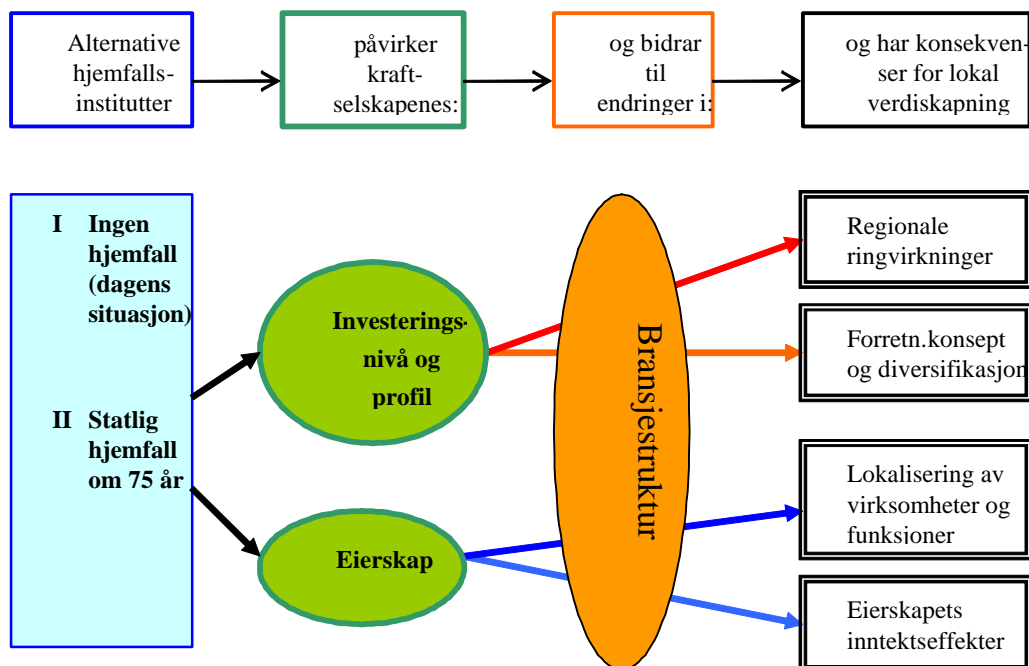 Alternative
hjemfalls-
institutter
påvirker
kraft-
selskapenes:
og bidrar
til
endringer i:
og har konsekven-
ser for lokal
verdiskapning
I Ingen
hjemfall
(dagens
situasjon)
II Statlig
hjemfall
om 75 år
Investerings-
nivå og
profil
Eierskap
Bransjestruktur
Regionale
ringvirkninger
Forretn.konsept
og diversifikasjon
Lokalisering av
virksomheter og
funksjoner
Eierskapets
inntektseffekter